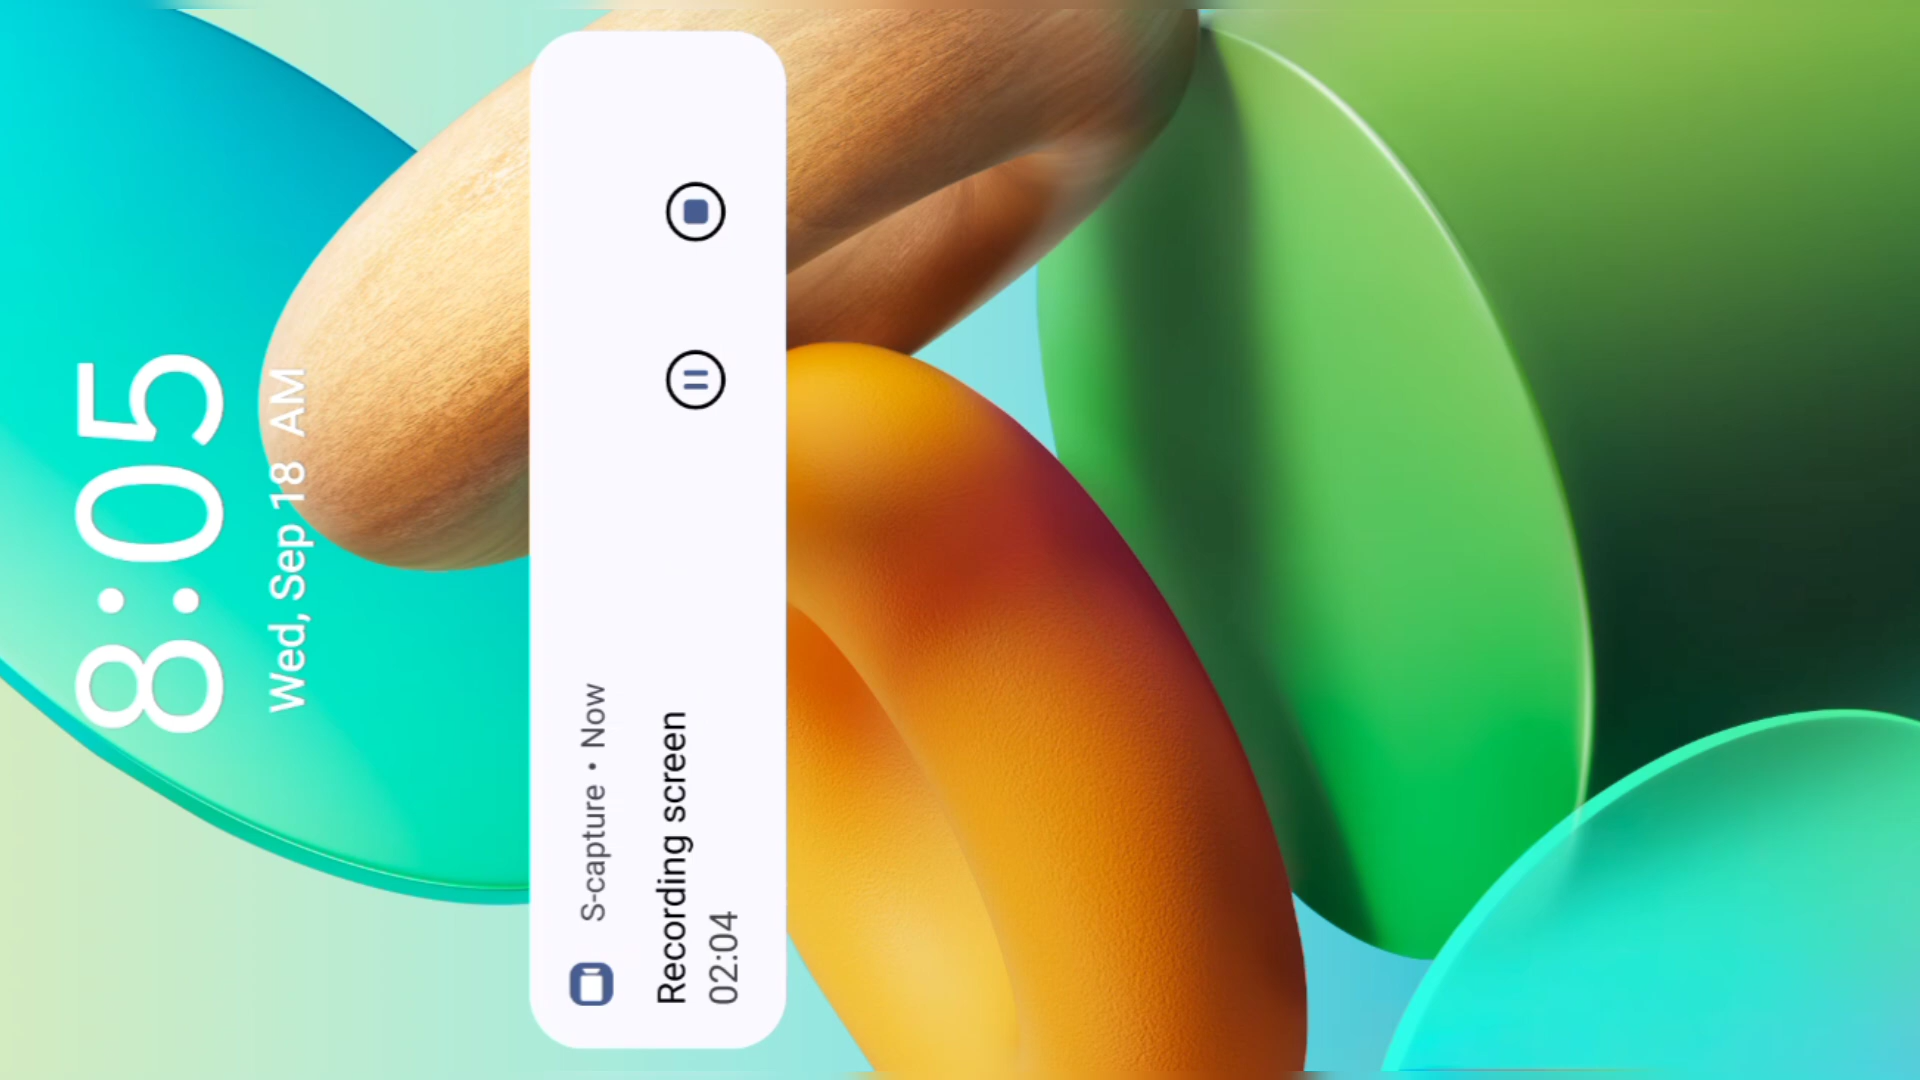 8:05
Wed, Sep 18 AM
S-capture • Now
Recording screen
02:04